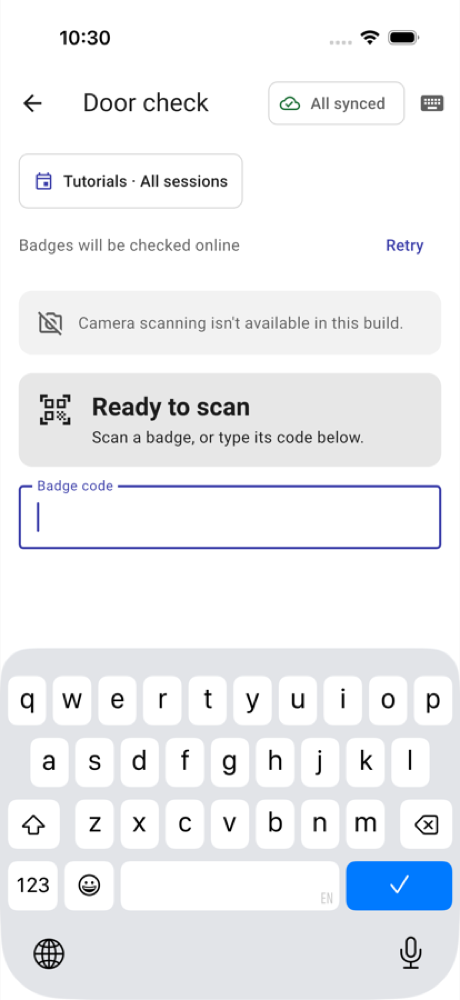 10:30
Door check
All synced
Tutorials · All sessions
Badges will be checked online
Retry
Camera scanning isn't available in this build.
Ready to scan
Scan a badge, or type its code below.
Badge code
q w e r t y u i o p
a s d f g h j k l
z x c v b n m
123
EN